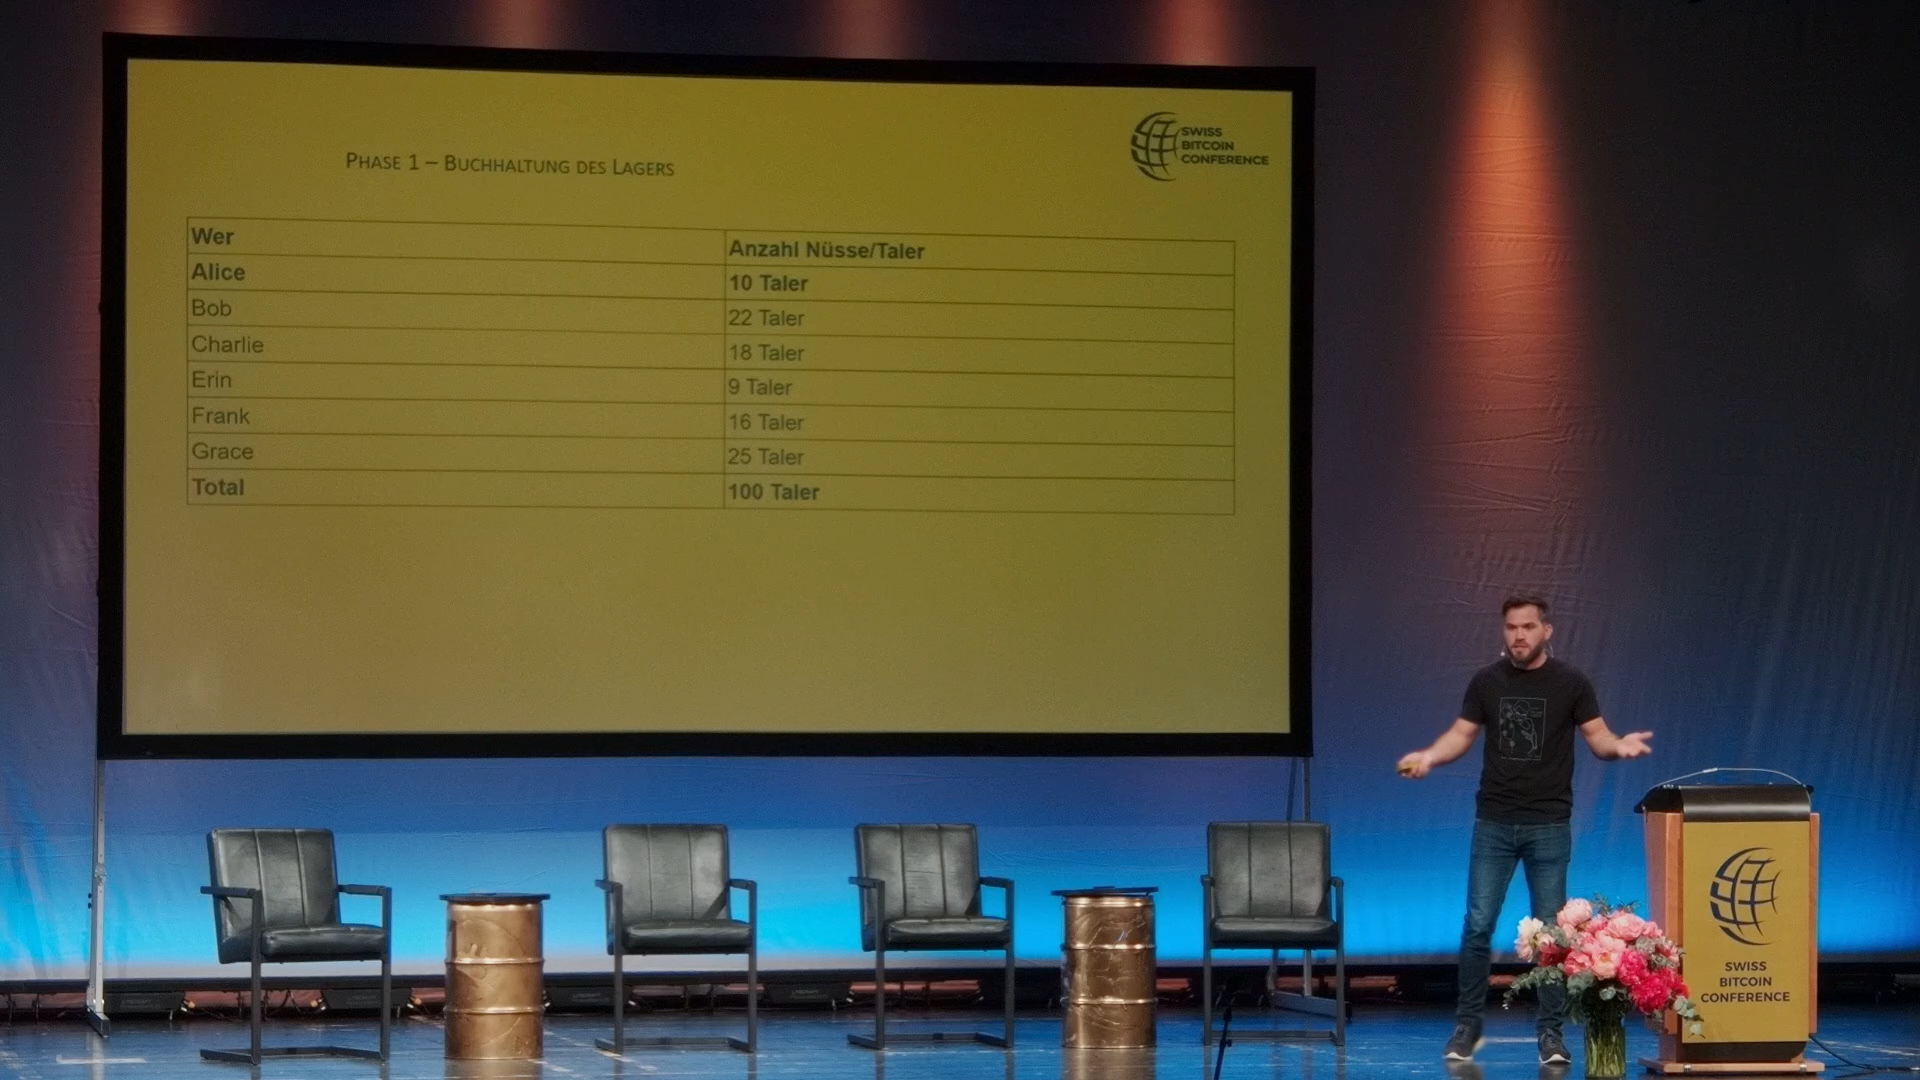 PHASE 1 – BUCHHALTUNG DES LAGERS
SWISS
BITCOIN
CONFERENCE
Wer Anzahl Nüsse/Taler
Alice 10 Taler
Bob 22 Taler
Charlie 18 Taler
Erin 9 Taler
Frank 16 Taler
Grace 25 Taler
Total 100 Taler
SWISS
BITCOIN
CONFERENCE